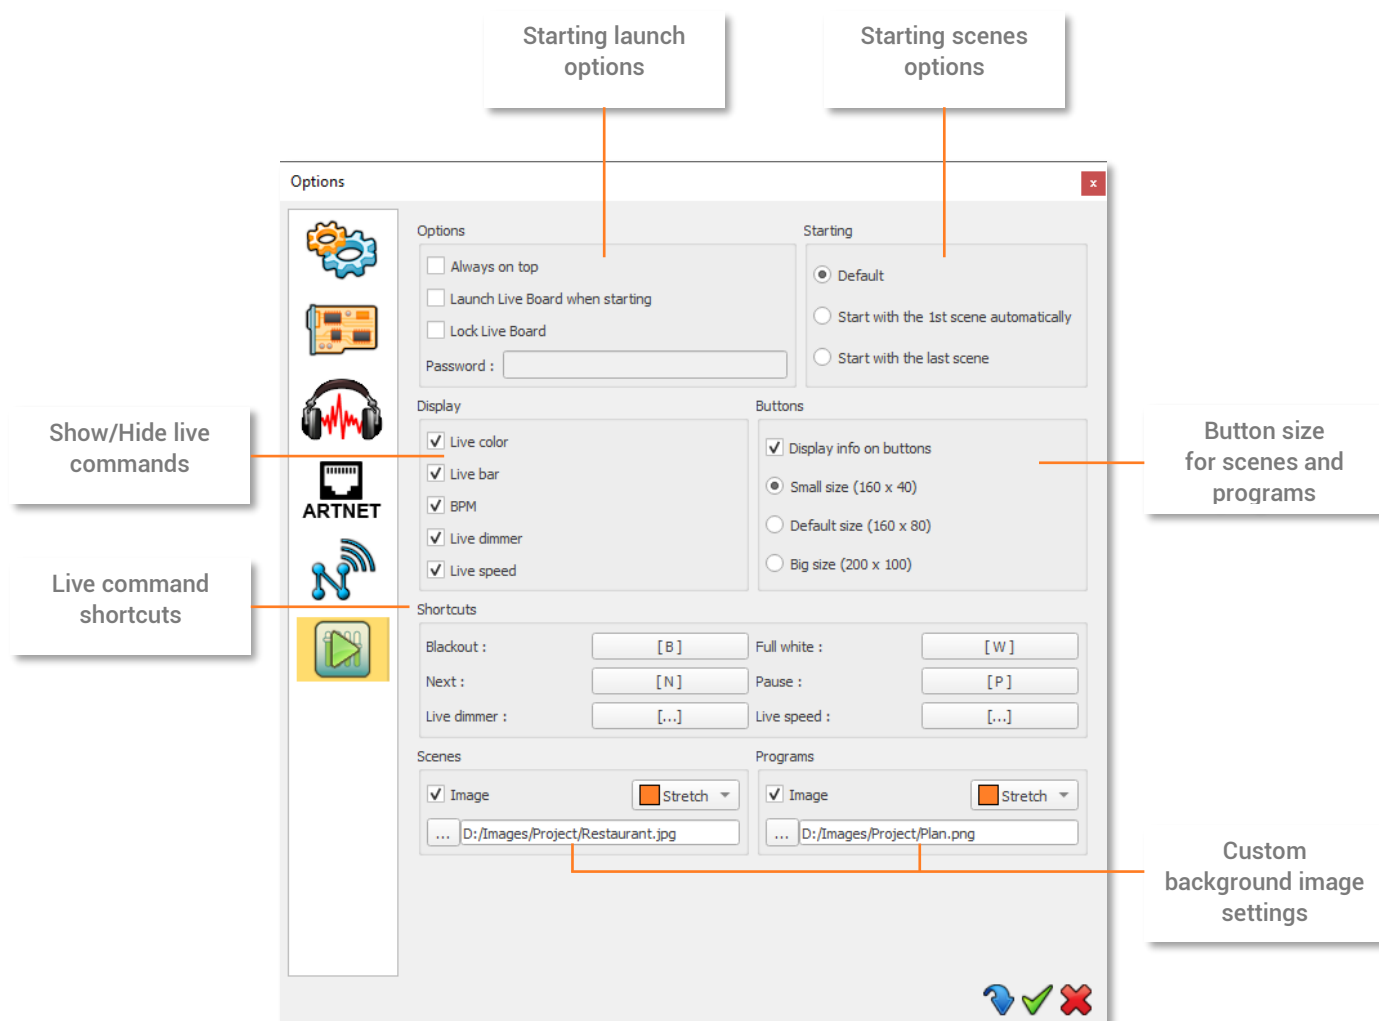 Starting launch
options
Starting scenes
options
Options
x
Options
Starting
Always on top
Launch Live Board when starting
Lock Live Board
Password :
Default
Start with the 1st scene automatically
Start with the last scene
Show/Hide live
commands
ARTNET
Display
Buttons
Live color
Live bar
BPM
Live dimmer
Live speed
Display info on buttons
Small size (160 x 40)
Default size (160 x 80)
Big size (200 x 100)
Button size
for scenes and
programs
Live command
shortcuts
Shortcuts
Blackout : [ B ] Full white : [ W ]
Next : [ N ] Pause : [ P ]
Live dimmer : [...] Live speed : [...]
Scenes
Programs
Image Stretch
Image Stretch
... D:/Images/Project/Restaurant.jpg
... D:/Images/Project/Plan.png
Custom
background image
settings